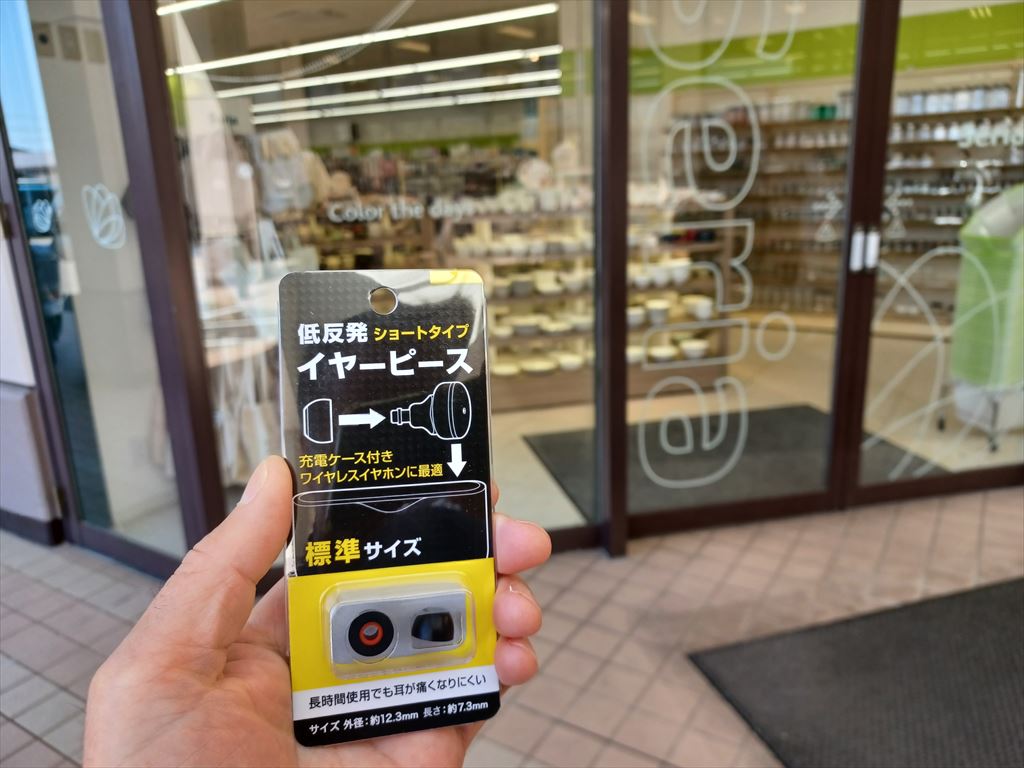 Color the days
Seria
Seria
低反発 ショートタイプ
イヤーピース
充電ケース付き
ワイヤレスイヤホンに最適
標準サイズ
長時間使用でも耳が痛くなりにくい
サイズ 外径：約12.3mm 長さ：約7.3mm